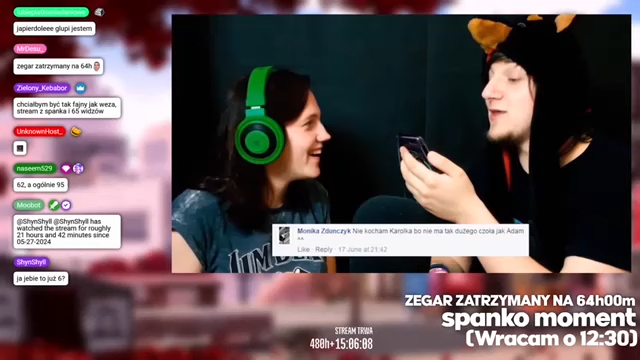 japierdoleee glupi jestem
MrDesu_
zegar zatrzymany na 64h
Zielony_Kebabor
chcialbym być tak fajny jak weza,
stream z spanka i 65 widzów
UnknownHost_
naseem529
62, a ogólnie 95
Moobot
@ShynShyll @ShynShyll has
watched the stream for roughly
21 hours and 42 minutes since
05-27-2024
ShynShyll
ja jebie to już 6?
Monika Zdunczyk Nie kocham Karolka bo nie ma tak dużego czoła jak Adam
^^
Like · Reply · 17 June at 21:42
ZEGAR ZATRZYMANY NA 64h00m
spanko moment
(Wracam o 12:30)
STREAM TRWA
480h+15:06:08